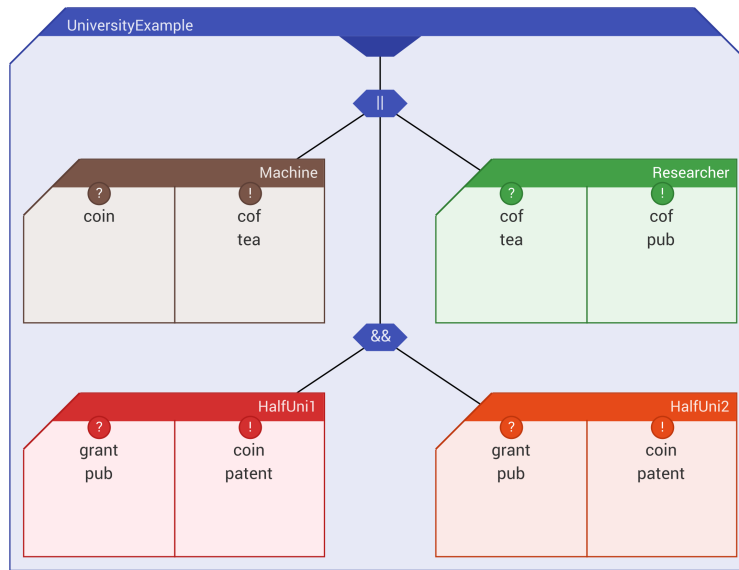 UniversityExample
||
Machine
?
!
coin
cof
tea
Researcher
?
!
cof
tea
cof
pub
&&
HalfUni1
?
!
grant
pub
coin
patent
HalfUni2
?
!
grant
pub
coin
patent